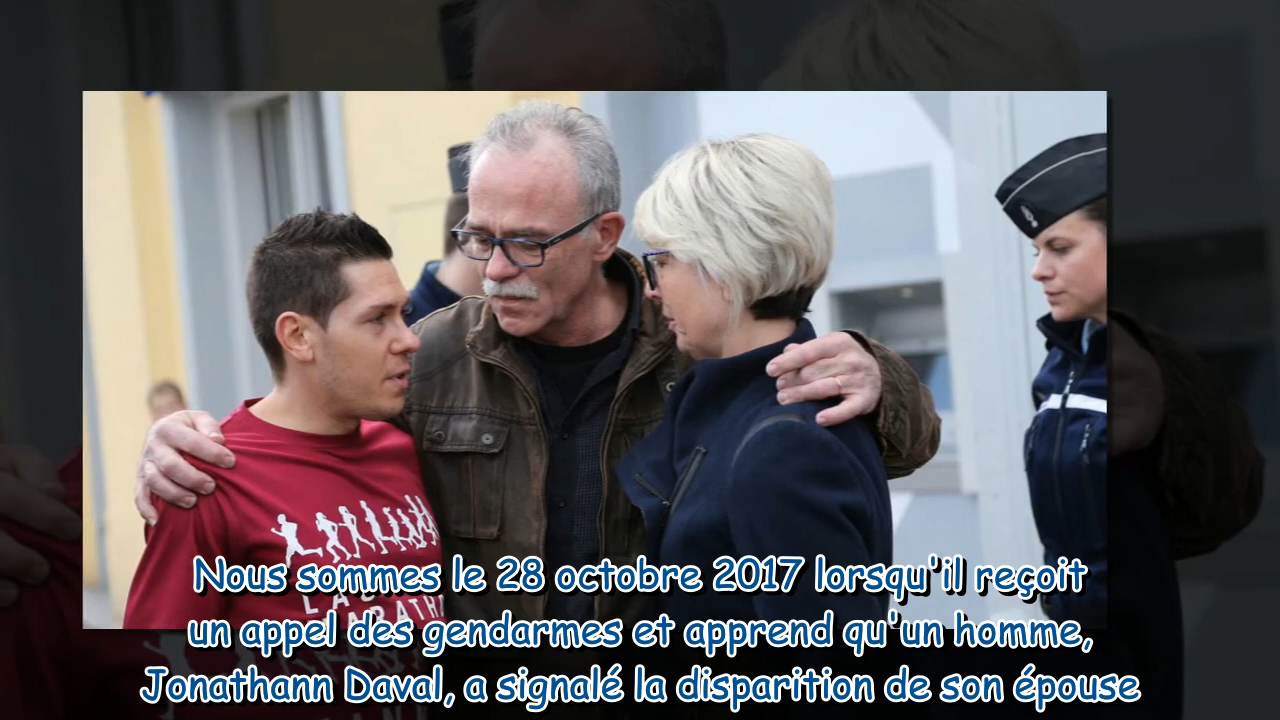 Nous sommes le 28 octobre 2017 lorsqu'il reçoit
un appel des gendarmes et apprend qu'un homme,
Jonathann Daval, a signalé la disparition de son épouse